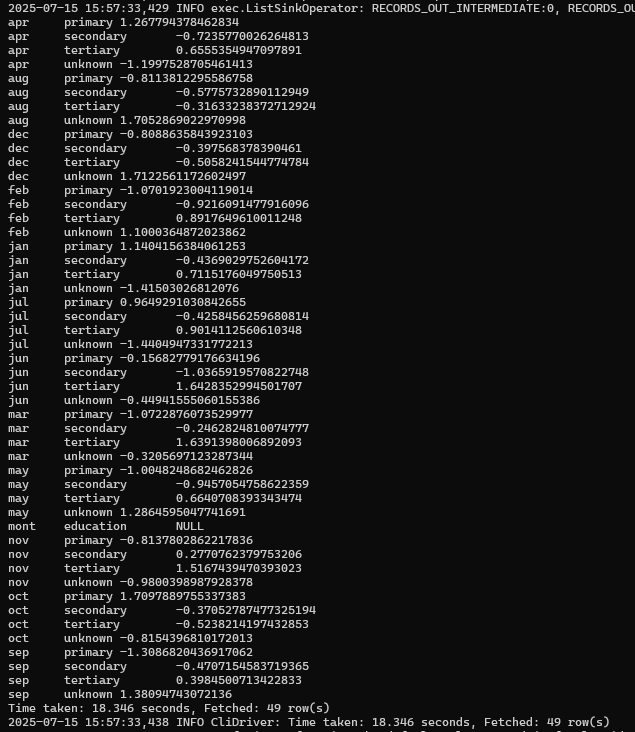 2025-07-15 15:57:33,429 INFO exec.ListSinkOperator: RECORDS_OUT_INTERMEDIATE:0, RECORDS_OU
apr primary 1.267794378462834
apr secondary -0.7235770026264813
apr tertiary 0.6555354947097891
apr unknown -1.1997528705461413
aug primary -0.8113812295586758
aug secondary -0.5775732890112949
aug tertiary -0.31633238372712924
aug unknown 1.7052869022970998
dec primary -0.8088635843923103
dec secondary -0.397568378390461
dec tertiary -0.5058241544774784
dec unknown 1.7122561172602497
feb primary -1.0701923004119014
feb secondary -0.9216091477916096
feb tertiary 0.8917649610011248
feb unknown 1.1000364872023862
jan primary 1.1404156384061253
jan secondary -0.4369029752604172
jan tertiary 0.7115176049750513
jan unknown -1.41503026812076
jul primary 0.9649291030842655
jul secondary -0.4258456259680814
jul tertiary 0.9014112560610348
jul unknown -1.4404947331772213
jun primary -0.15682779176634196
jun secondary -1.0365919570822748
jun tertiary 1.6428352994501707
jun unknown -0.44941555060155386
mar primary -1.0722876073529977
mar secondary -0.2462824810074777
mar tertiary 1.6391398006892093
mar unknown -0.3205697123287344
may primary -1.0048248682462826
may secondary -0.9457054758622359
may tertiary 0.6640708393343474
may unknown 1.2864595047741691
mont education NULL
nov primary -0.8137802862217836
nov secondary 0.2770762379753206
nov tertiary 1.5167439470393023
nov unknown -0.9800398987928378
oct primary 1.7097889755337383
oct secondary -0.37052787477325194
oct tertiary -0.5238214197432853
oct unknown -0.8154396810172013
sep primary -1.3086820436917062
sep secondary -0.4707154583719365
sep tertiary 0.3984500713422833
sep unknown 1.38094743072136
Time taken: 18.346 seconds, Fetched: 49 row(s)
2025-07-15 15:57:33,438 INFO CliDriver: Time taken: 18.346 seconds, Fetched: 49 row(s)